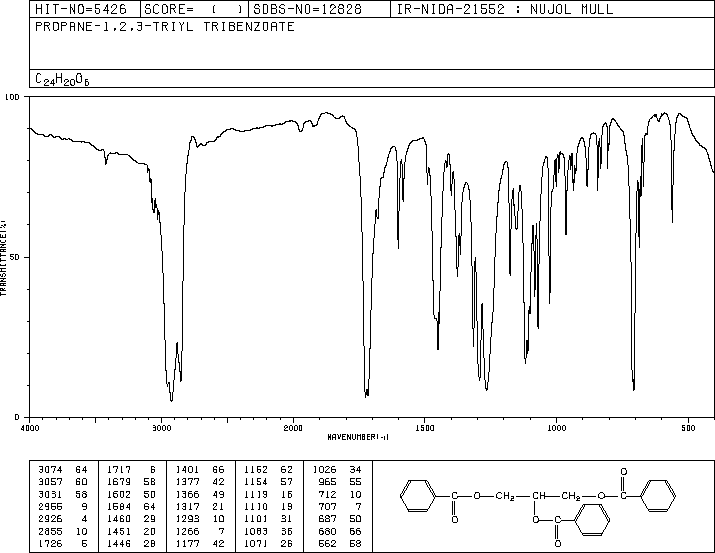 HIT-NO=5426 SCORE= ( ) SDBS-NO=12828 IR-NIDA-21552 : NUJOL MULL
PROPANE-1,2,3-TRIYL TRIBENZOATE
C24H20O6
100
50
0
TRANSMITTANCE(%)
4000 3000 2000 1500 1000 500
WAVENUMBER(-1)
3074 64 1717 6 1401 66 1162 62 1026 34
3057 60 1679 58 1377 42 1154 57 965 55
3031 58 1602 50 1366 49 1119 16 712 10
2955 9 1584 64 1317 21 1110 19 707 7
2926 4 1460 29 1293 10 1101 31 687 50
2855 10 1451 20 1266 7 1083 36 680 66
1726 5 1446 28 1177 42 1071 26 562 58
O
C-O-CH2-CH-CH2-O-C
O O-C
O